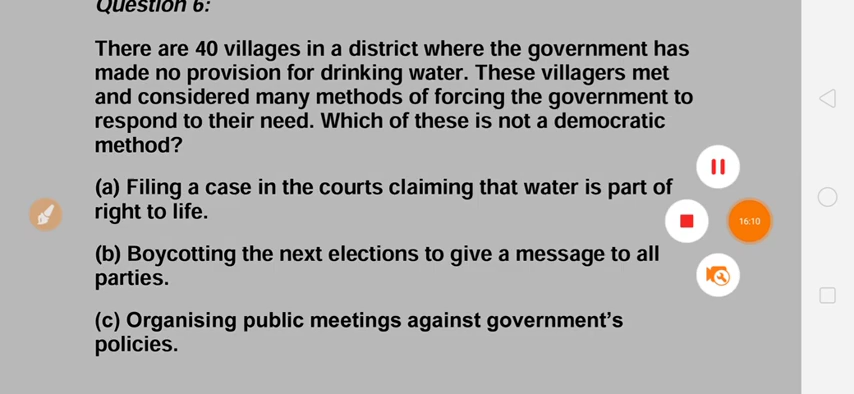 Question 6:
There are 40 villages in a district where the government has
made no provision for drinking water. These villagers met
and considered many methods of forcing the government to
respond to their need. Which of these is not a democratic
method?
(a) Filing a case in the courts claiming that water is part of
right to life.
(b) Boycotting the next elections to give a message to all
parties.
(c) Organising public meetings against government’s
policies.
16:10